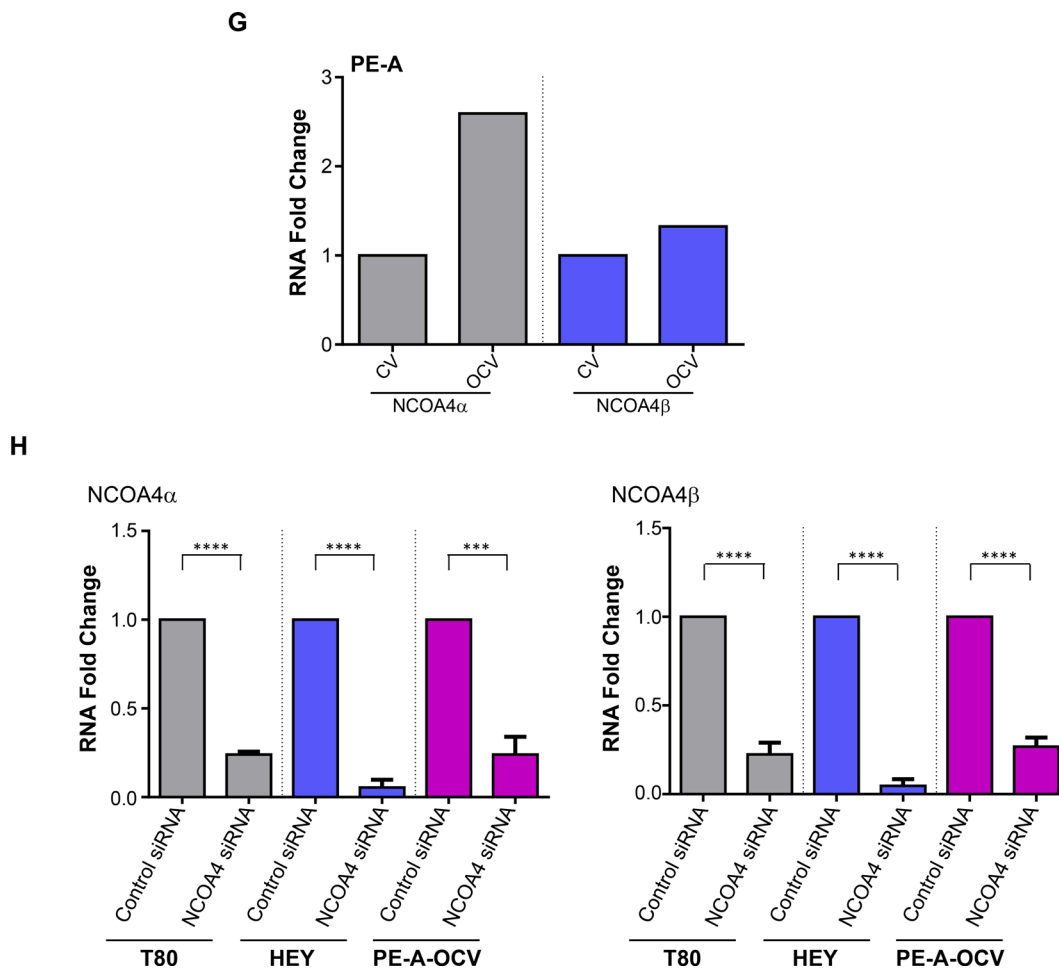 G
PE-A
RNA Fold Change
3
2
1
0
CV
OCV
CV
OCV
NCOA4α
NCOA4β
H
NCOA4α
RNA Fold Change
1.5
1.0
0.5
0.0
****
****
***
Control siRNA
NCOA4 siRNA
Control siRNA
NCOA4 siRNA
Control siRNA
NCOA4 siRNA
T80
HEY
PE-A-OCV
NCOA4β
RNA Fold Change
1.5
1.0
0.5
0.0
****
****
****
Control siRNA
NCOA4 siRNA
Control siRNA
NCOA4 siRNA
Control siRNA
NCOA4 siRNA
T80
HEY
PE-A-OCV